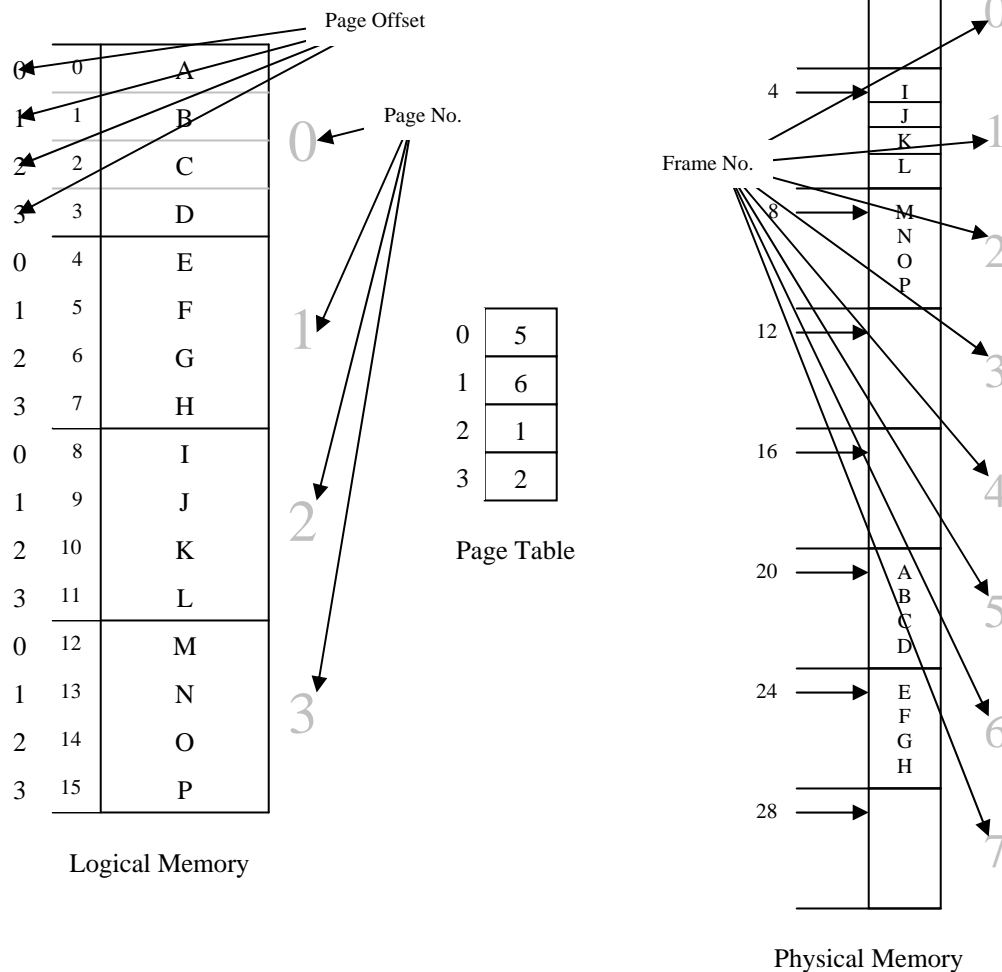 Page Offset
0 0 A
1 1 B
2 2 C
3 3 D
0 4 E
1 5 F
2 6 G
3 7 H
0 8 I
1 9 J
2 10 K
3 11 L
0 12 M
1 13 N
2 14 O
3 15 P
Logical Memory
Page No.
0
1
2
3
0 5
1 6
2 1
3 2
Page Table
Frame No.
0
4 I
J
K
L
1
8 M
N
O
P
2
12
3
16
4
20 A
B
C
D
5
24 E
F
G
H
6
28
7
Physical Memory